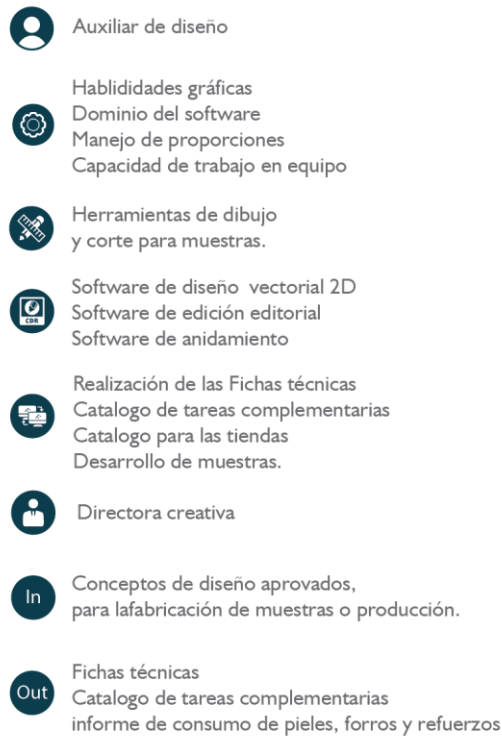 Auxiliar de diseño
Hablididades gráficas
Dominio del software
Manejo de proporciones
Capacidad de trabajo en equipo
Herramientas de dibujo
y corte para muestras.
CDR
Software de diseño vectorial 2D
Software de edición editorial
Software de anidamiento
Realización de las Fichas técnicas
Catalogo de tareas complementarias
Catalogo para las tiendas
Desarrollo de muestras.
Directora creativa
In
Conceptos de diseño aprovados,
para lafabricación de muestras o producción.
Out
Fichas técnicas
Catalogo de tareas complementarias
informe de consumo de pieles, forros y refuerzos